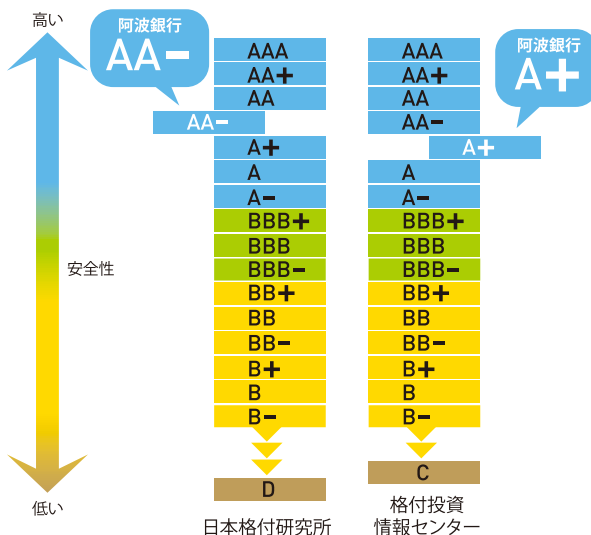 高い
阿波銀行
AA−
AAA
AA+
AA
AA−
A+
A
A−
BBB+
BBB
BBB−
BB+
BB
BB−
B+
B
B−
D
日本格付研究所
阿波銀行
A+
AAA
AA+
AA
AA−
A+
A
A−
BBB+
BBB
BBB−
BB+
BB
BB−
B+
B
B−
C
格付投資
情報センター
安全性
低い